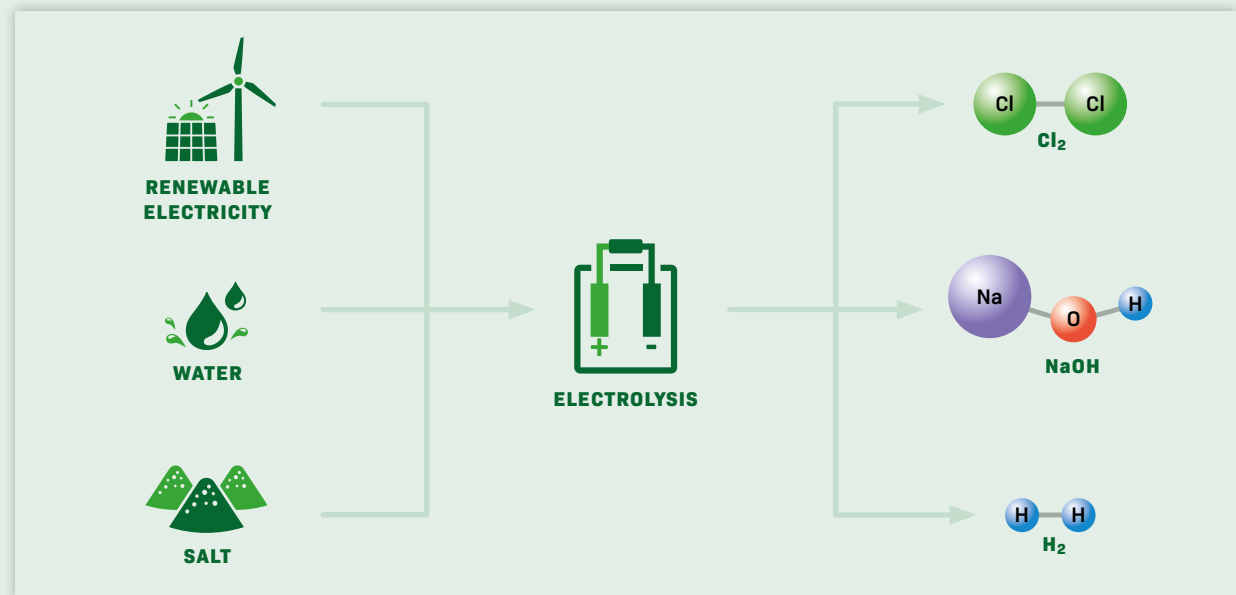 RENEWABLE
ELECTRICITY
WATER
SALT
+
-
ELECTROLYSIS
Cl Cl
Cl₂
Na O H
NaOH
H H
H₂